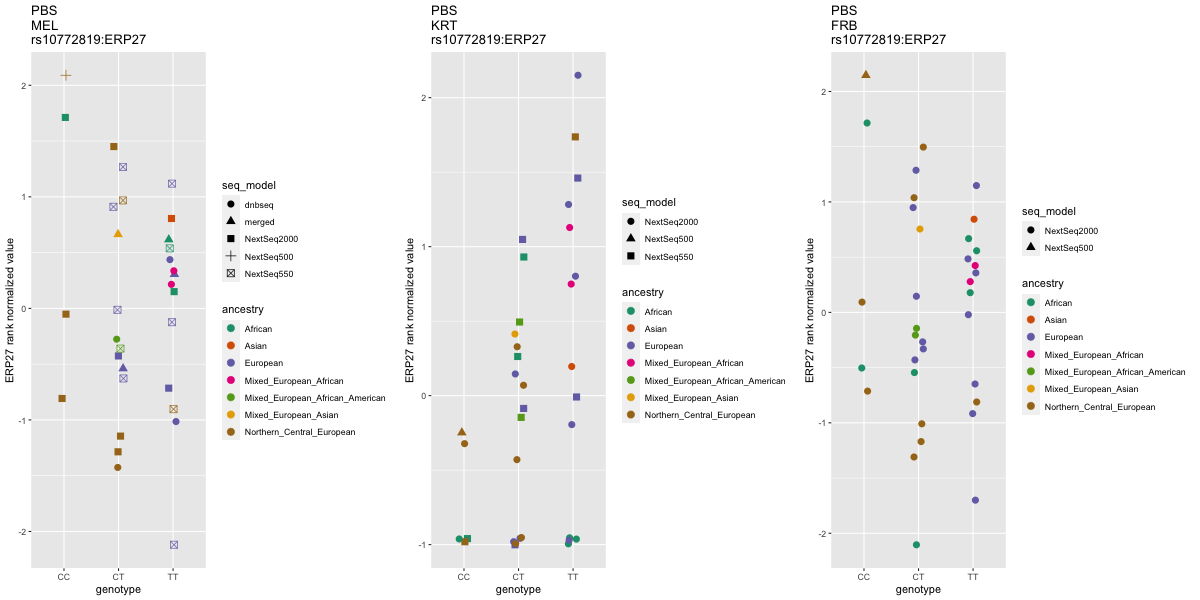 PBS
MEL
rs10772819:ERP27
ERP27 rank normalized value
2
1
0
-1
-2
CC
CT
TT
genotype
seq_model
dnbseq
merged
NextSeq2000
NextSeq500
NextSeq550
ancestry
African
Asian
European
Mixed_European_African
Mixed_European_African_American
Mixed_European_Asian
Northern_Central_European
PBS
KRT
rs10772819:ERP27
ERP27 rank normalized value
2
1
0
-1
CC
CT
TT
genotype
seq_model
NextSeq2000
NextSeq500
NextSeq550
ancestry
African
Asian
European
Mixed_European_African
Mixed_European_African_American
Mixed_European_Asian
Northern_Central_European
PBS
FRB
rs10772819:ERP27
ERP27 rank normalized value
2
1
0
-1
-2
CC
CT
TT
genotype
seq_model
NextSeq2000
NextSeq500
ancestry
African
Asian
European
Mixed_European_African
Mixed_European_African_American
Mixed_European_Asian
Northern_Central_European